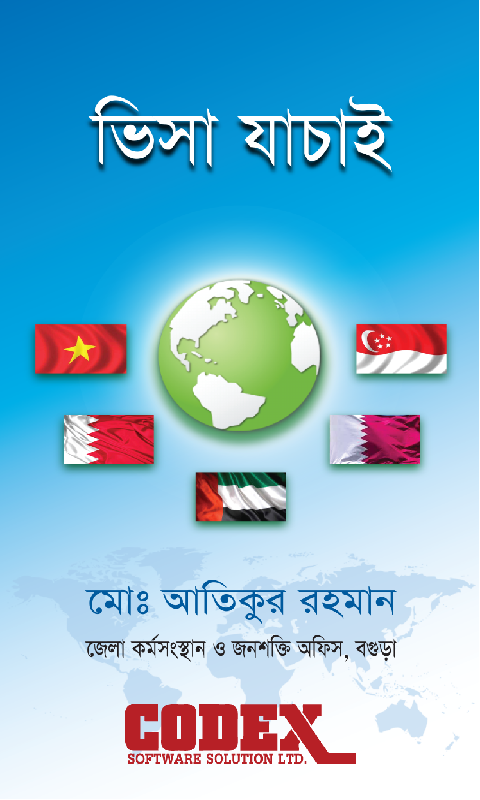 ভিসা যাচাই
মোঃ আতিকুর রহমান
জেলা কর্মসংস্থান ও জনশক্তি অফিস, বগুড়া
CODEX
SOFTWARE SOLUTION LTD.